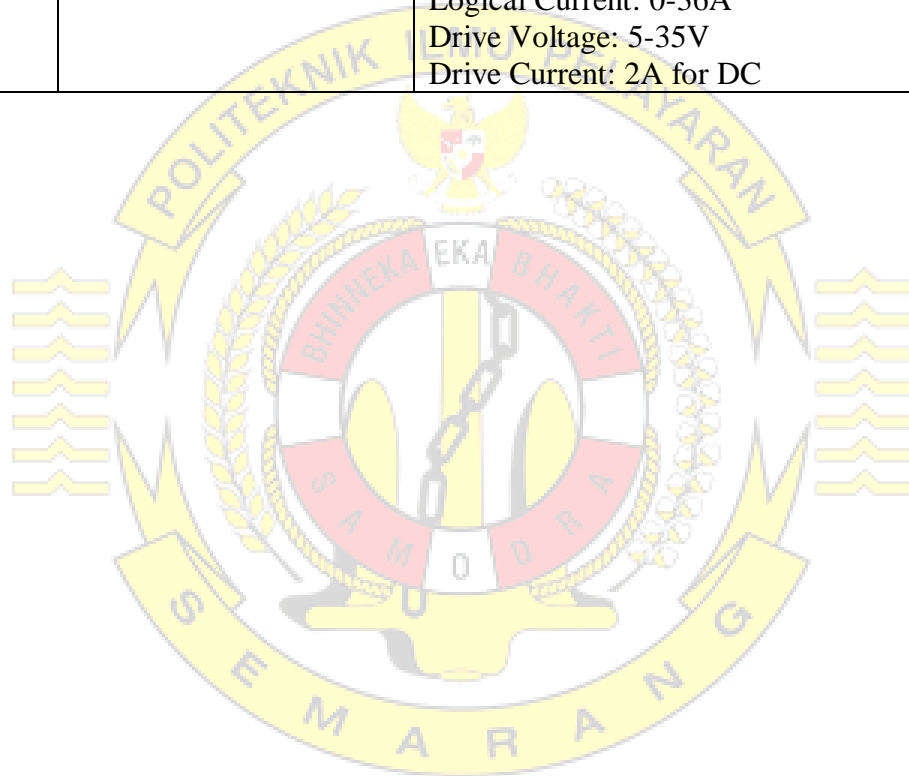 Logical Current: 0-36A
Drive Voltage: 5-35V
Drive Current: 2A for DC
POLITEKNIK ILMU PELAYARAN
BHINNEKA EKA BHAKTI
SAMODRA
SEMARANG